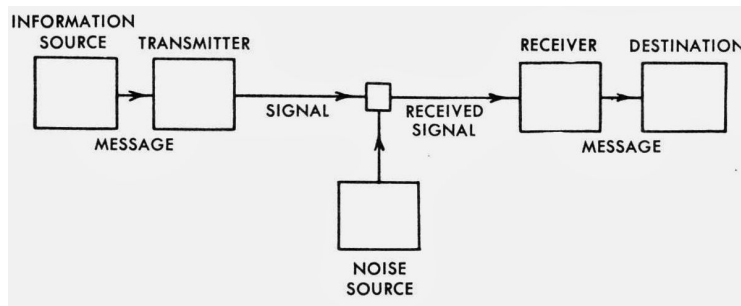 INFORMATION
SOURCE
TRANSMITTER
RECEIVER
DESTINATION
SIGNAL
RECEIVED
SIGNAL
MESSAGE
MESSAGE
NOISE
SOURCE